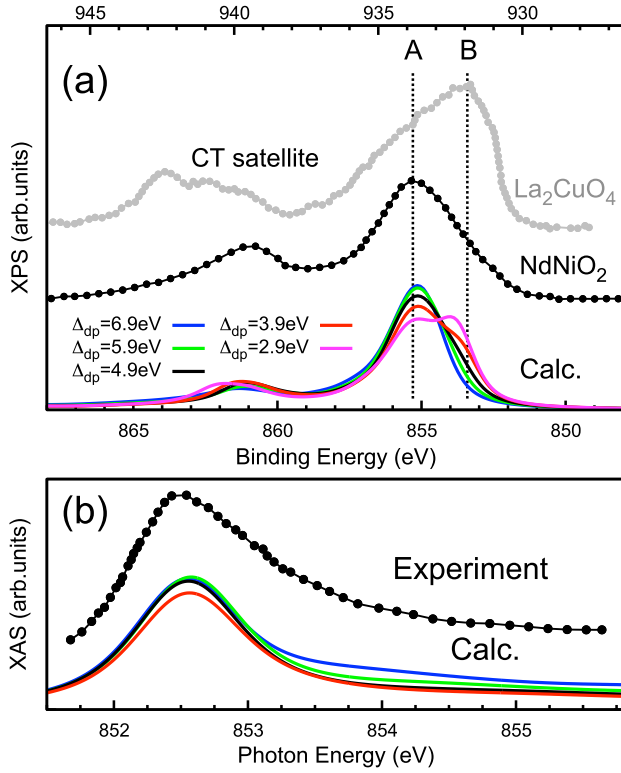 945 940 935 930
A B
(a)
CT satellite
La₂CuO₄
NdNiO₂
XPS (arb.units)
Δdp=6.9eV Δdp=3.9eV
Δdp=5.9eV Δdp=2.9eV
Δdp=4.9eV
Calc.
865 860 855 850
Binding Energy (eV)
(b)
Experiment
XAS (arb.units)
Calc.
852 853 854 855
Photon Energy (eV)